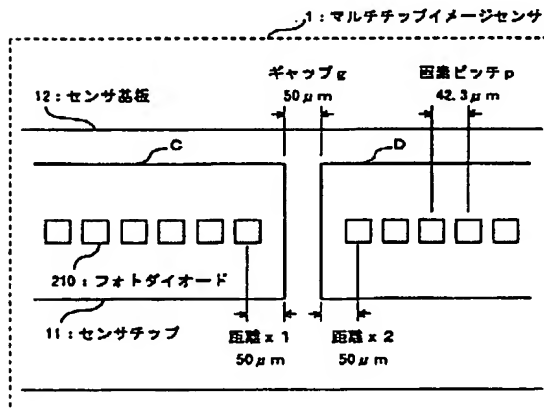 1：マルチチップイメージセンサ
ギャップg
50μm
画素ピッチp
42.3μm
12：センサ基板
C
D
210：フォトダイオード
11：センサチップ
距離x1
50μm
距離x2
50μm